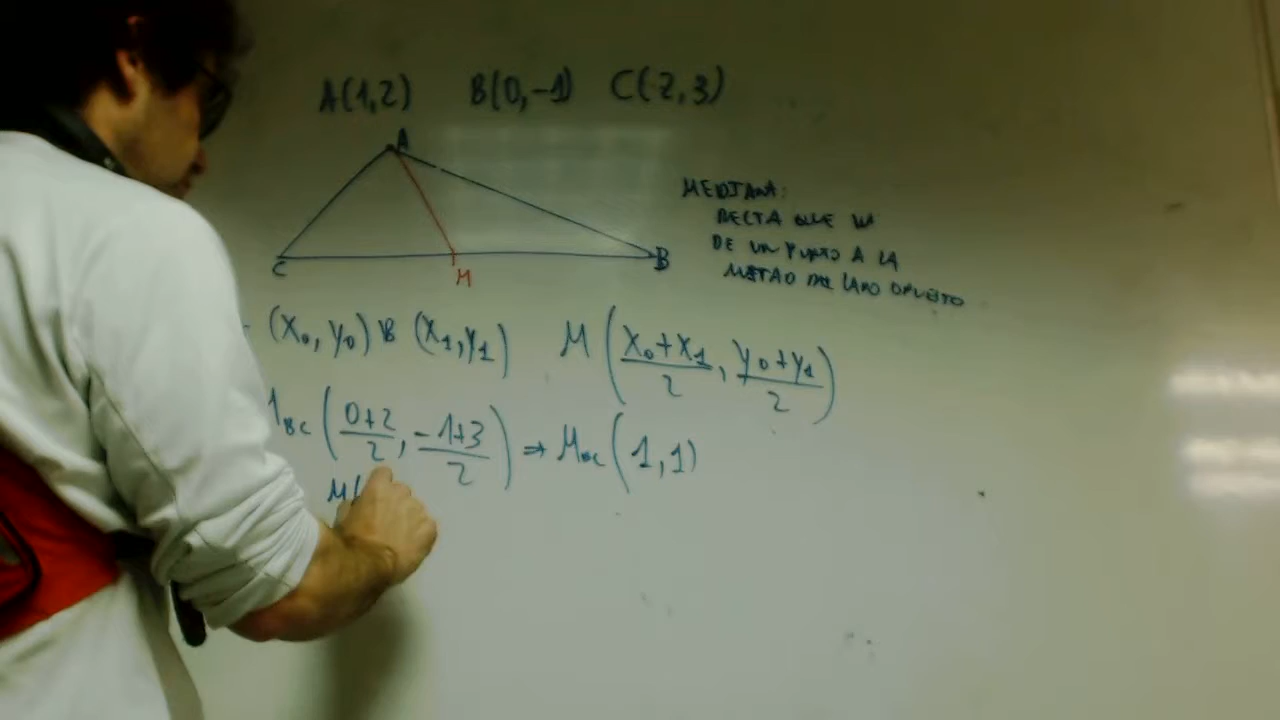 A(1,2) B(0,-1) C(2,3)
A
C
M
B
MEDIANA:
RECTA QUE VA
DE UN PUNTO A LA
MITAD DEL LADO OPUESTO
(X₀, Y₀) B (X₁, Y₁) M (X₀+X₁/2, Y₀+Y₁/2)
BC (0+2/2, -1+3/2) ⇒ M_BC (1,1)
M(